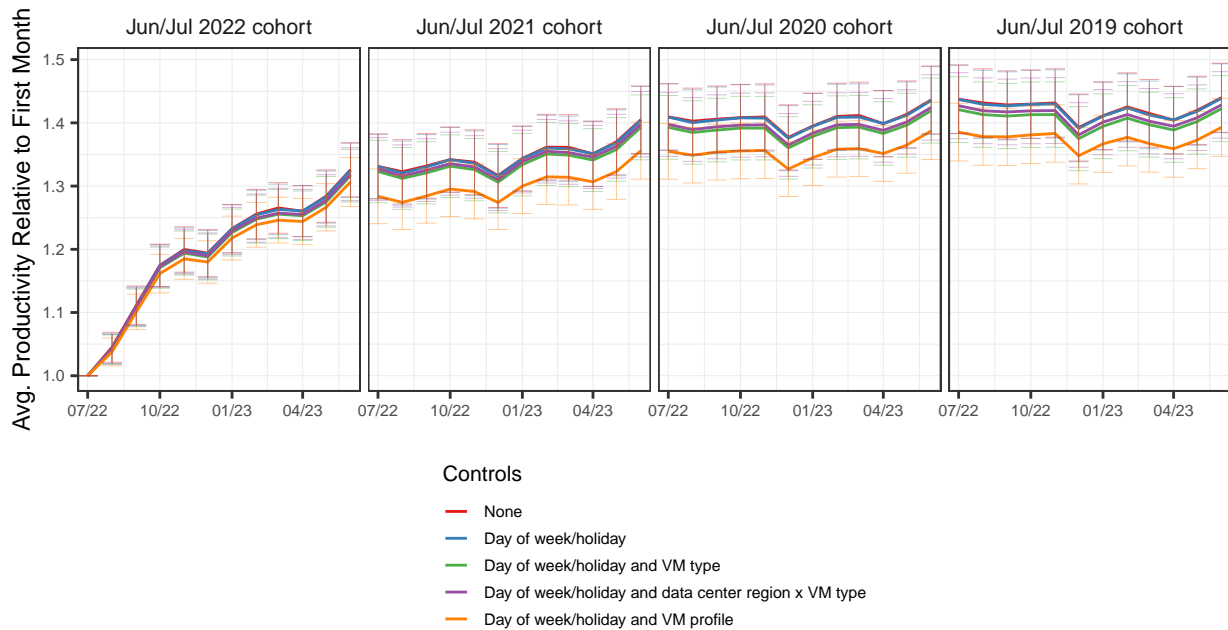 Jun/Jul 2022 cohort
Jun/Jul 2021 cohort
Jun/Jul 2020 cohort
Jun/Jul 2019 cohort
Avg. Productivity Relative to First Month
1.5
1.4
1.3
1.2
1.1
1.0
07/22 10/22 01/23 04/23
07/22 10/22 01/23 04/23
07/22 10/22 01/23 04/23
07/22 10/22 01/23 04/23
Controls
None
Day of week/holiday
Day of week/holiday and VM type
Day of week/holiday and data center region x VM type
Day of week/holiday and VM profile